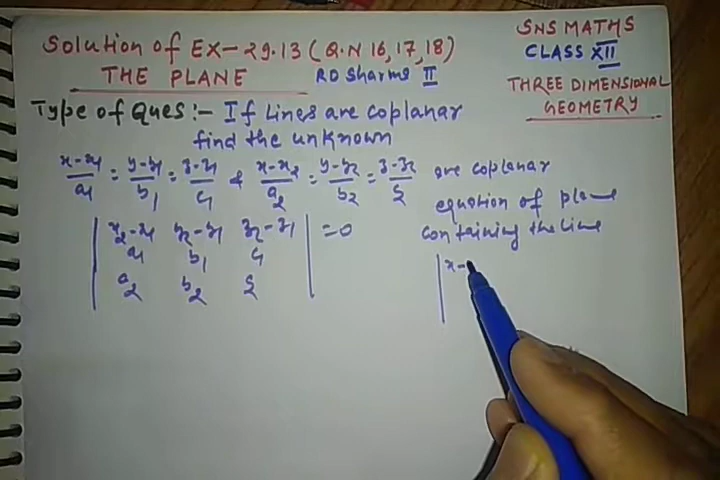 Solution of EX-29.13 (Q.N 16,17,18)
THE PLANE
RD Sharma II
SNS MATHS
CLASS XII
THREE DIMENSIONAL
GEOMETRY
Type of Ques :- If Lines are coplanar
find the unknown
x-x1/a1 = y-y1/b1 = z-z1/c1 & x-x2/a2 = y-y2/b2 = z-z2/c2 are coplanar
| x2-x1 y2-y1 z2-z1 | = 0
a1 b1 c1
a2 b2 c2
equation of plane
containing the line
| x-